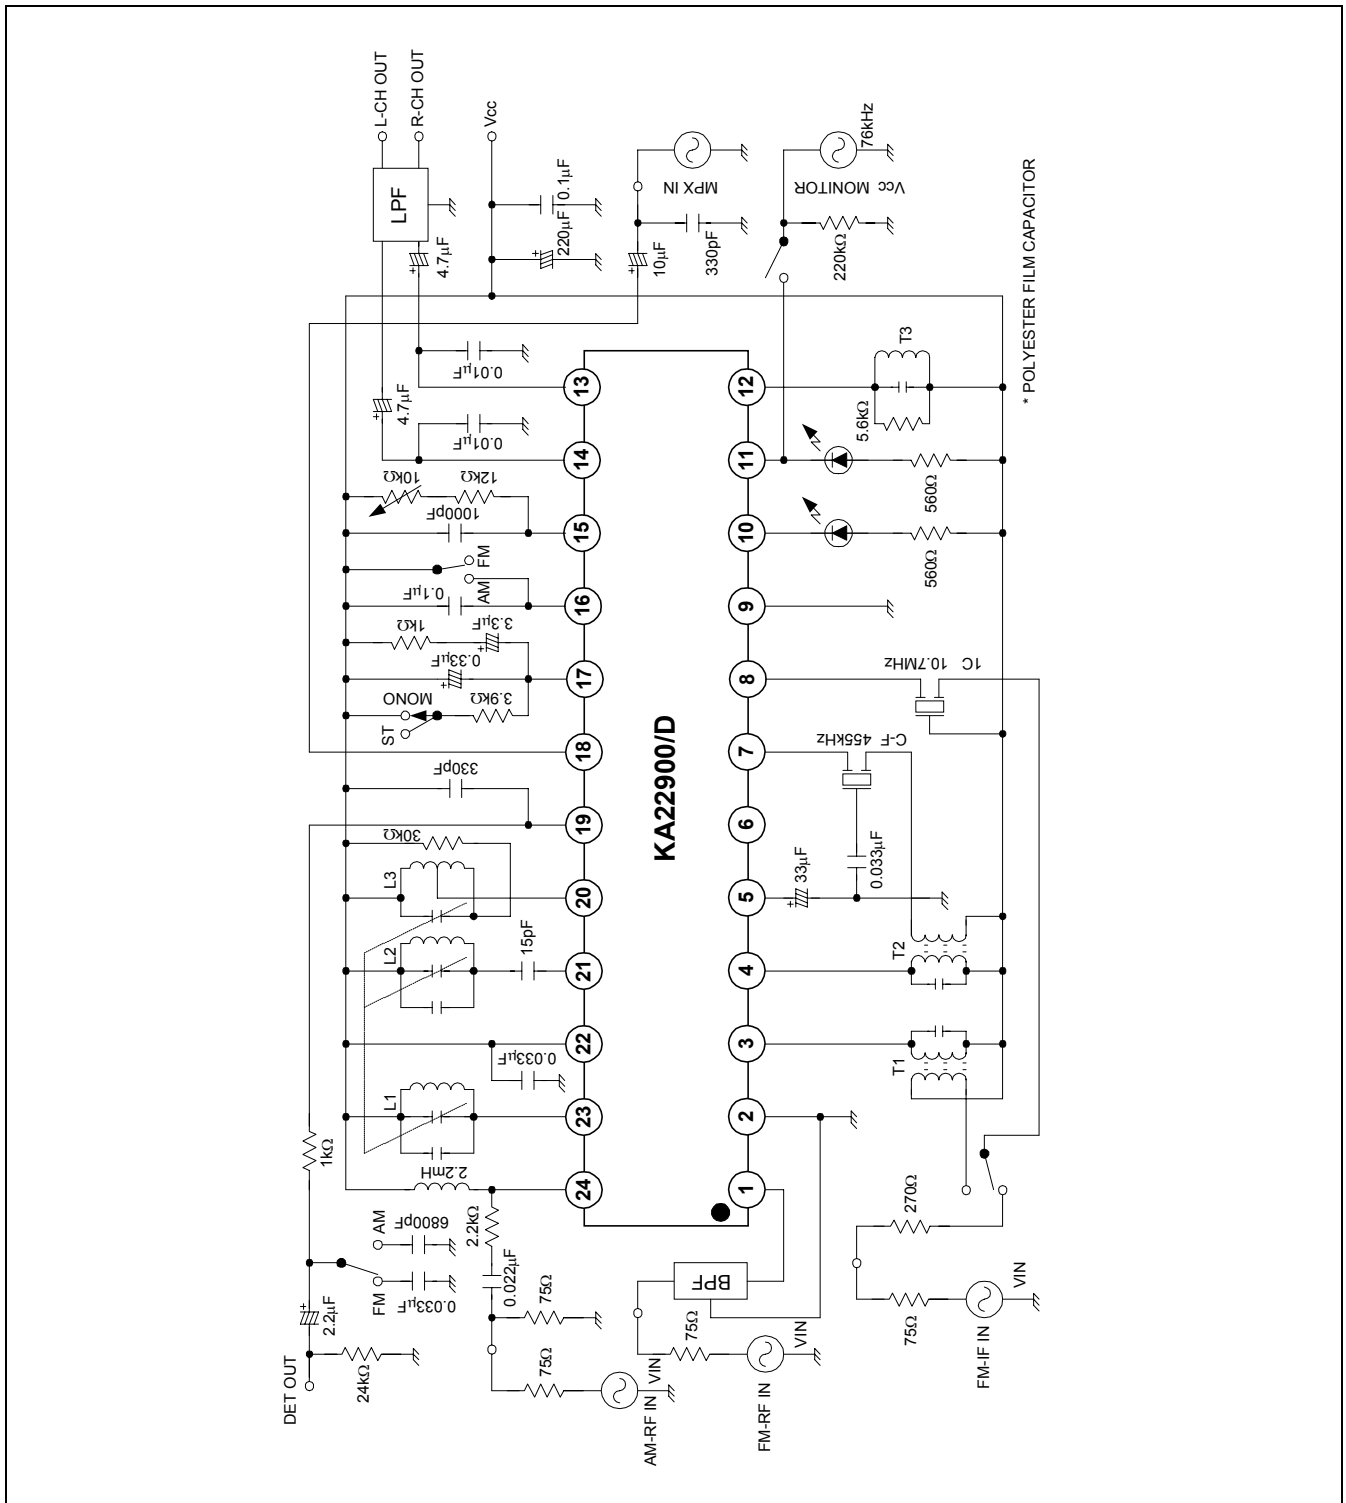 L-CH OUT
R-CH OUT
Vcc
LPF
4.7µF
4.7µF
0.1µF
220µF
MPX IN
10µF
330pF
76kHz
Vcc MONITOR
220kΩ
* POLYESTER FILM CAPACITOR
0.01µF
0.01µF
10kΩ
12kΩ
1000pF
FM
AM
0.1µF
1kΩ
3.3µF
0.33µF
MONO
ST
3.9kΩ
330pF
30kΩ
L3
L2
15pF
0.033µF
L1
2.2mH
13
14
15
16
17
18
19
20
21
22
23
24
KA22900/D
12
11
10
9
8
7
6
5
4
3
2
1
T3
5.6kΩ
560Ω
560Ω
1C 10.7MHz
C-F 455kHz
33µF
0.033µF
T2
T1
1kΩ
AM
6800pF
FM
0.033µF
2.2µF
DET OUT
24kΩ
2.2kΩ
0.022µF
75Ω
75Ω
VIN
AM-RF IN
BPF
75Ω
VIN
FM-RF IN
270Ω
75Ω
VIN
FM-IF IN